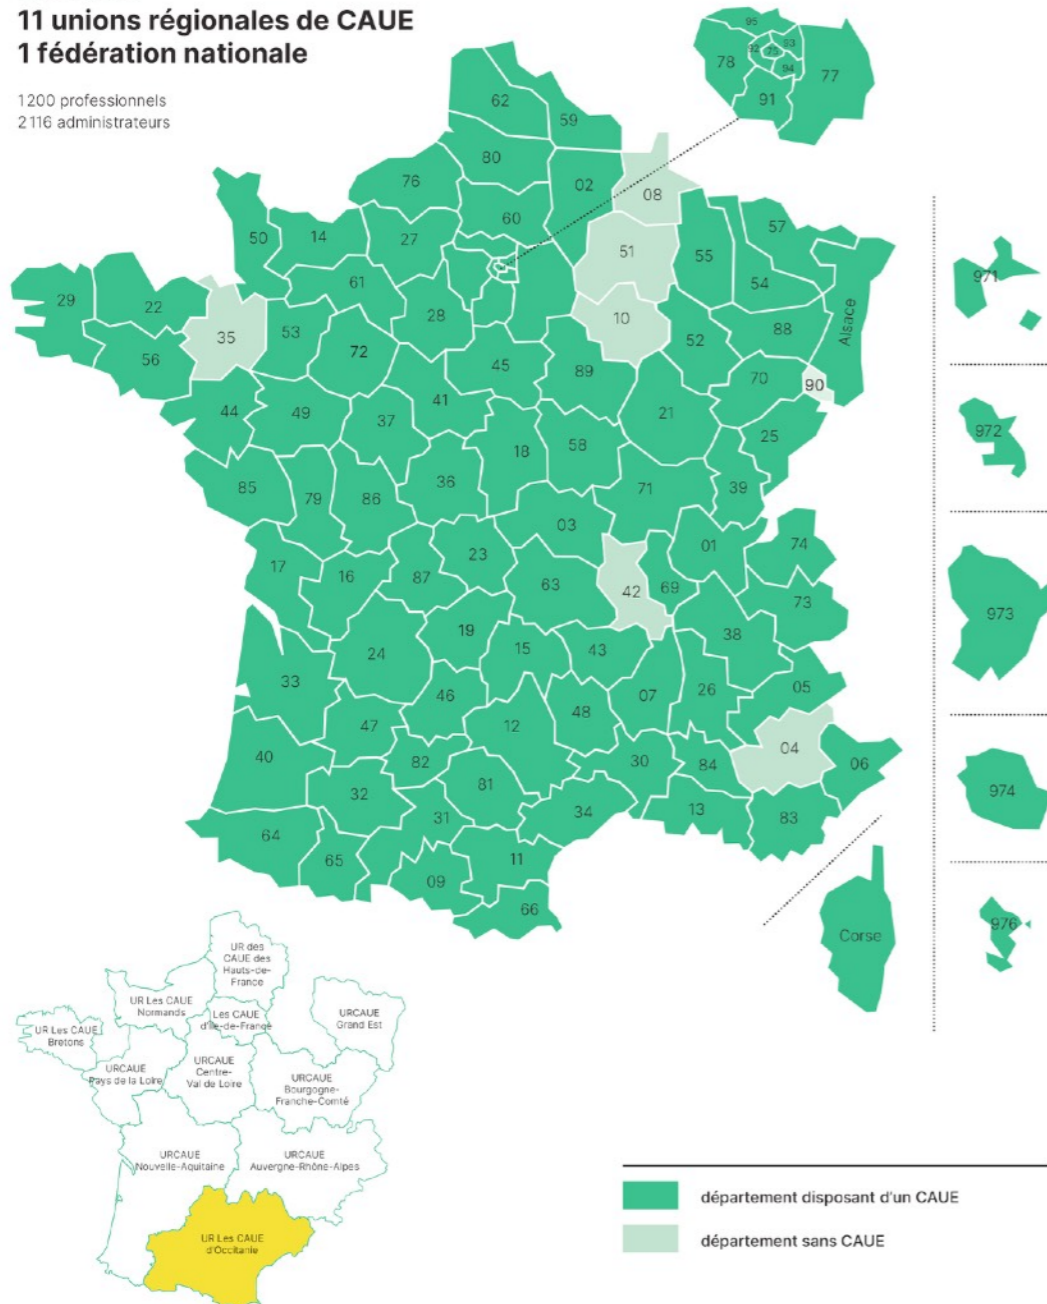 11 unions régionales de CAUE
1 fédération nationale
1 200 professionnels
2 116 administrateurs
95
78
92
75
93
94
77
91
62
59
80
02
08
76
60
57
50
14
27
51
55
54
971
29
22
61
28
10
52
88
Alsace
35
53
72
56
45
89
70
90
972
44
49
37
41
21
25
18
58
85
79
86
36
71
39
03
17
16
87
23
63
42
69
01
74
73
973
19
38
24
15
43
33
46
48
07
26
05
47
12
04
40
82
30
84
06
32
81
974
31
34
13
83
64
65
09
11
66
Corse
976
UR des
CAUE des
Hauts-de-
France
UR Les CAUE
Normands
Les CAUE
d'Île-de-France
URCAUE
Grand Est
UR Les CAUE
Bretons
URCAUE
Pays de la Loire
URCAUE
Centre-
Val de Loire
URCAUE
Bourgogne-
Franche-Comté
URCAUE
Nouvelle-Aquitaine
URCAUE
Auvergne-Rhône-Alpes
UR Les CAUE
d'Occitanie
département disposant d'un CAUE
département sans CAUE